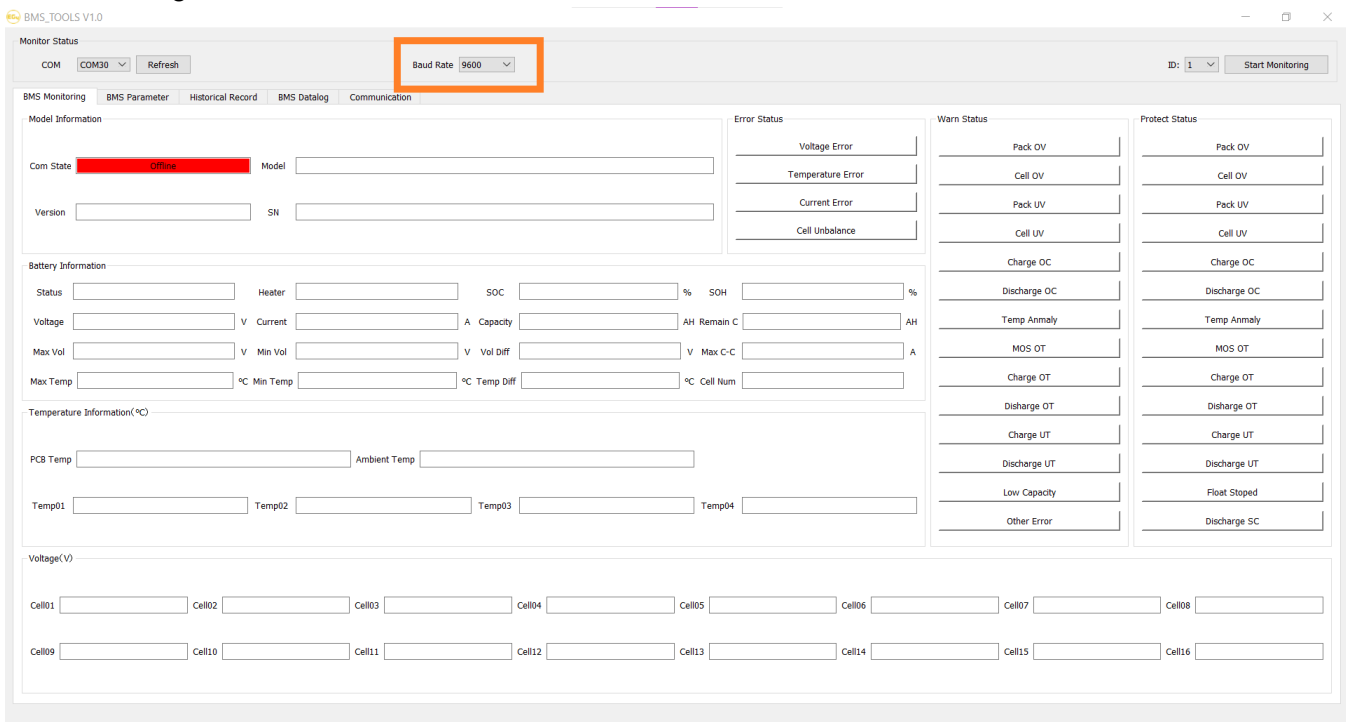 BMS_TOOLS V1.0
Monitor Status
COM COM30 Refresh Baud Rate 9600 ID: 1 Start Monitoring
BMS Monitoring BMS Parameter Historical Record BMS Datalog Communication
Model Information
Com State Offline Model
Version SN
Error Status
Voltage Error
Temperature Error
Current Error
Cell Unbalance
Warn Status
Pack OV
Cell OV
Pack UV
Cell UV
Charge OC
Discharge OC
Temp Anmaly
MOS OT
Charge OT
Disharge OT
Charge UT
Discharge UT
Low Capacity
Other Error
Protect Status
Pack OV
Cell OV
Pack UV
Cell UV
Charge OC
Discharge OC
Temp Anmaly
MOS OT
Charge OT
Disharge OT
Charge UT
Discharge UT
Float Stoped
Discharge SC
Battery Information
Status Heater SOC % SOH %
Voltage V Current A Capacity AH Remain C AH
Max Vol V Min Vol V Vol Diff V Max C-C A
Max Temp ºC Min Temp ºC Temp Diff ºC Cell Num
Temperature Information(ºC)
PCB Temp Ambient Temp
Temp01 Temp02 Temp03 Temp04
Voltage(V)
Cell01 Cell02 Cell03 Cell04 Cell05 Cell06 Cell07 Cell08
Cell09 Cell10 Cell11 Cell12 Cell13 Cell14 Cell15 Cell16